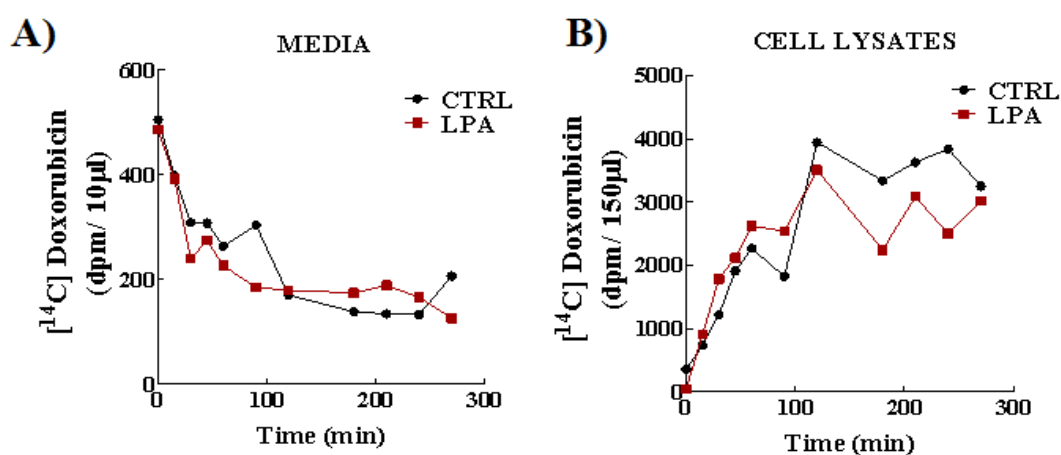 A)
MEDIA
600
400
200
0
0
100
200
300
CTRL
LPA
[¹⁴C] Doxorubicin
(dpm/ 10µl)
Time (min)
B)
CELL LYSATES
5000
4000
3000
2000
1000
0
0
100
200
300
CTRL
LPA
[¹⁴C] Doxorubicin
(dpm/ 150µl)
Time (min)